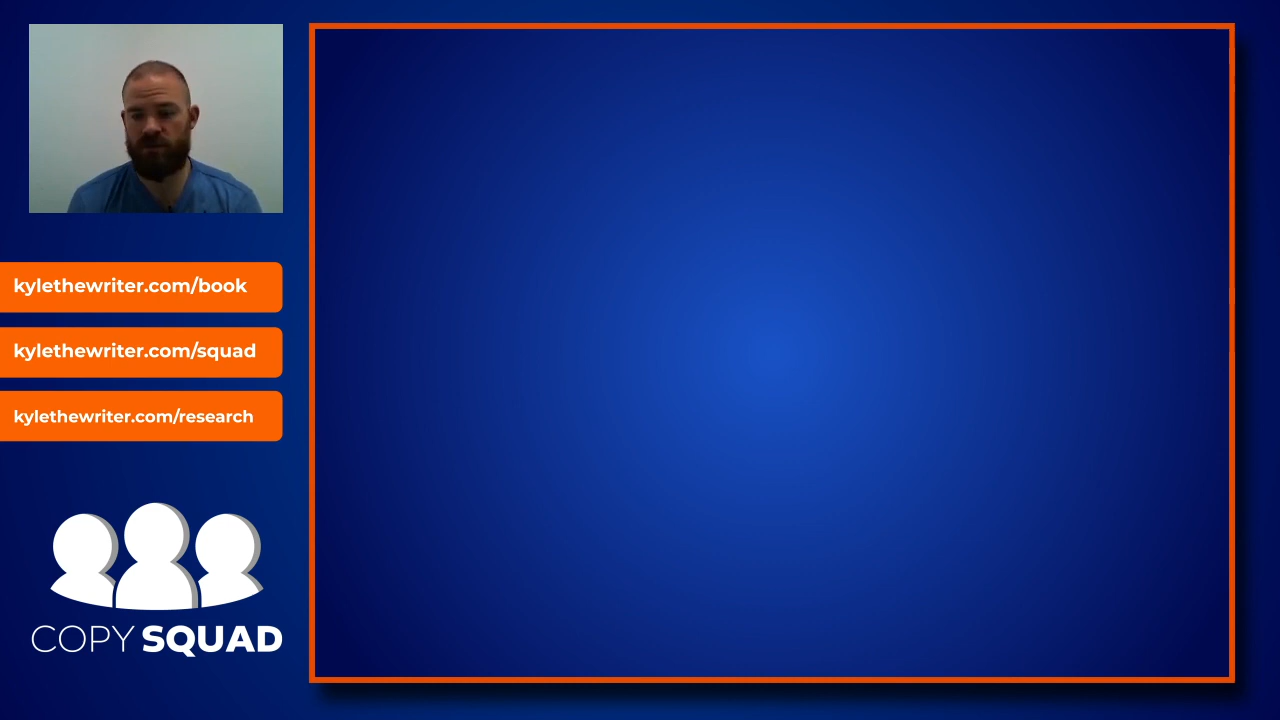 kylethewriter.com/book
kylethewriter.com/squad
kylethewriter.com/research
COPY SQUAD